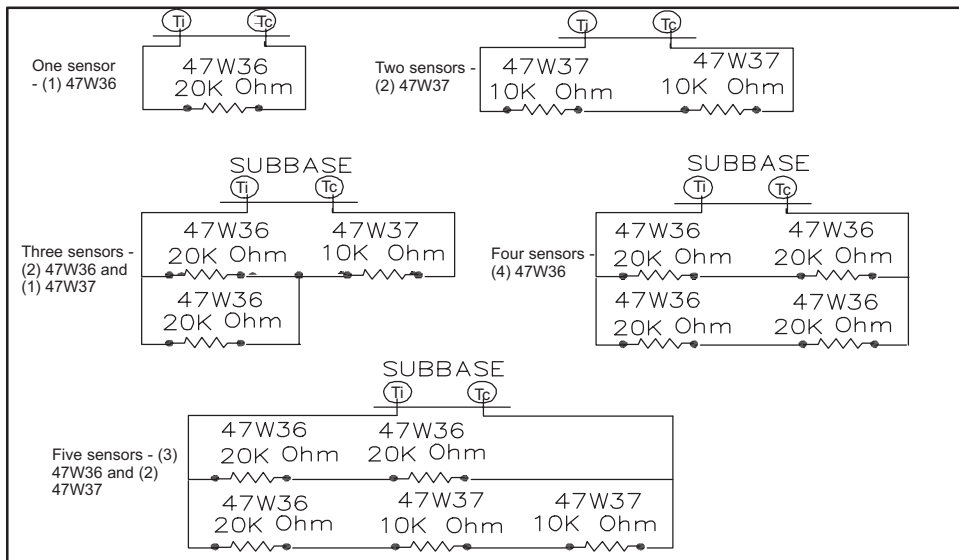 Ti Tc
One sensor
- (1) 47W36
47W36
20K Ohm
Ti Tc
Two sensors -
(2) 47W37
47W37 47W37
10K Ohm 10K Ohm
SUBBASE
Ti Tc
Three sensors -
(2) 47W36 and
(1) 47W37
47W36 47W37
20K Ohm 10K Ohm
47W36
20K Ohm
SUBBASE
Ti Tc
Four sensors -
(4) 47W36
47W36 47W36
20K Ohm 20K Ohm
47W36 47W36
20K Ohm 20K Ohm
SUBBASE
Ti Tc
Five sensors - (3)
47W36 and (2)
47W37
47W36 47W36
20K Ohm 20K Ohm
47W36 47W37 47W37
20K Ohm 10K Ohm 10K Ohm